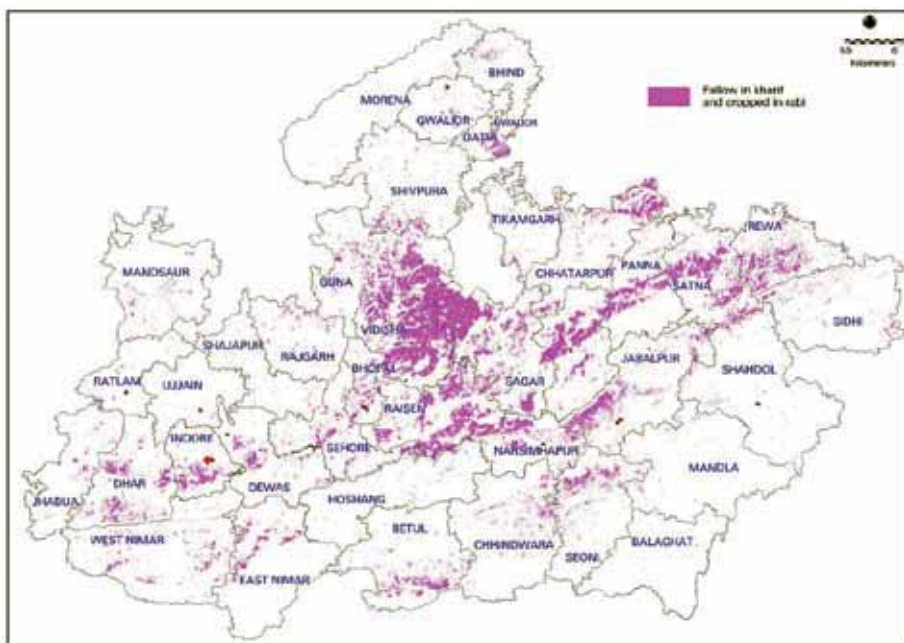 BHIND
MORENA
GWALIOR
GWALIOR
DATIA
Fallow in kharif
and cropped in rabi
Kilometers
SHIVPURA
TIKAMGARH
REWA
MANDSAUR
GUNA
CHHATARPUR
PANNA
SATNA
SIDHI
VIDISHA
SHAJAPUR
RAJGARH
BHOPAL
JABALPUR
SHAHDOL
RATLAM
UJJAIN
SAGAR
RAISEN
INDORE
SEHORE
NARSIMHAPUR
MANDLA
JHABUA
DHAR
DEWAS
HOSHANG
WEST NIMAR
BETUL
CHHINDWARA
SEONI
BALAGHAT
EAST NIMAR